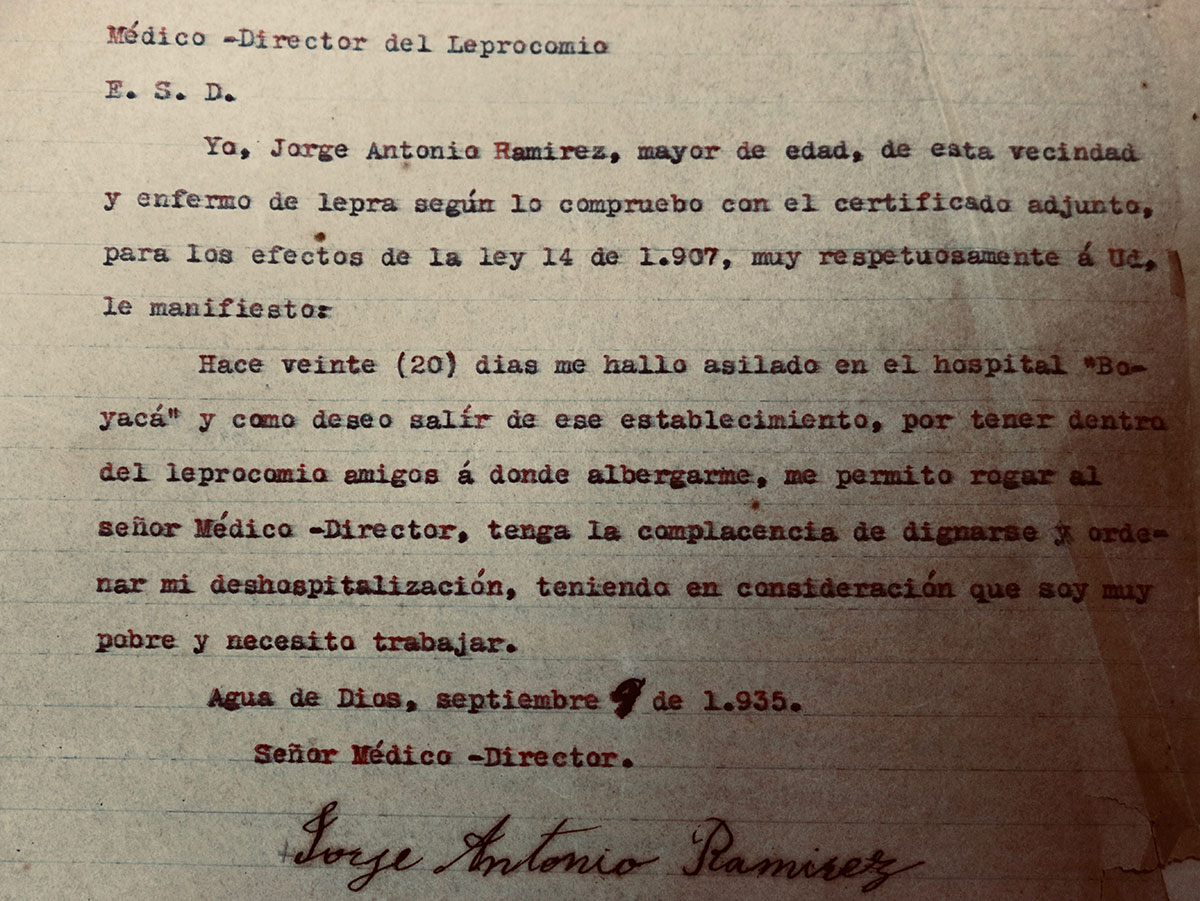 Médico -Director del Leprocomio
E. S. D.
Yo, Jorge Antonio Ramirez, mayor de edad, de esta vecindad
y enfermo de lepra según lo compruebo con el certificado adjunto,
para los efectos de la ley 14 de 1.907, muy respetuosamente á Ud,
le manifiesto:
Hace veinte (20) dias me hallo asilado en el hospital "Bo-
yacá" y como deseo salír de ese establecimiento, por tener dentro
del leprocomio amigos á donde albergarme, me permito rogar al
señor Médico -Director, tenga la complacencia de dignarse y orde-
nar mi deshospitalización, teniendo en consideración que soy muy
pobre y necesito trabajar.
Agua de Dios, septiembre 9 de 1.935.
Señor Médico -Director.
Jorge Antonio Ramirez